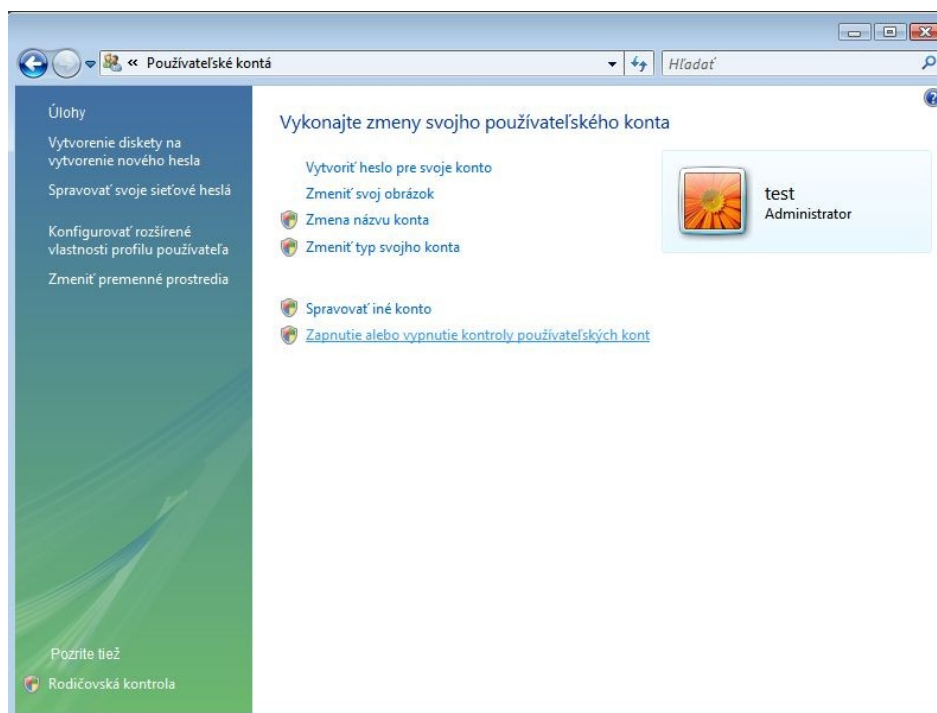 « Používateľské kontá
Hľadať
Úlohy
Vytvorenie diskety na
vytvorenie nového hesla
Spravovať svoje sieťové heslá
Konfigurovať rozšírené
vlastnosti profilu používateľa
Zmeniť premenné prostredia
Pozrite tiež
Rodičovská kontrola
Vykonajte zmeny svojho používateľského konta
Vytvoriť heslo pre svoje konto
Zmeniť svoj obrázok
Zmena názvu konta
Zmeniť typ svojho konta
Spravovať iné konto
Zapnutie alebo vypnutie kontroly používateľských kont
test
Administrator